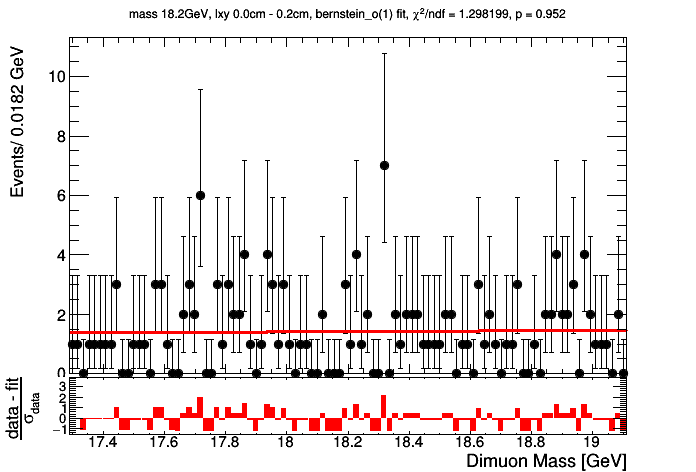 mass 18.2GeV, lxy 0.0cm - 0.2cm, bernstein_o(1) fit, χ²/ndf = 1.298199, p = 0.952
Events/ 0.0182 GeV
10
8
6
4
2
0
data - fit
σdata
3
2
1
0
−1
17.4 17.6 17.8 18 18.2 18.4 18.6 18.8 19
Dimuon Mass [GeV]